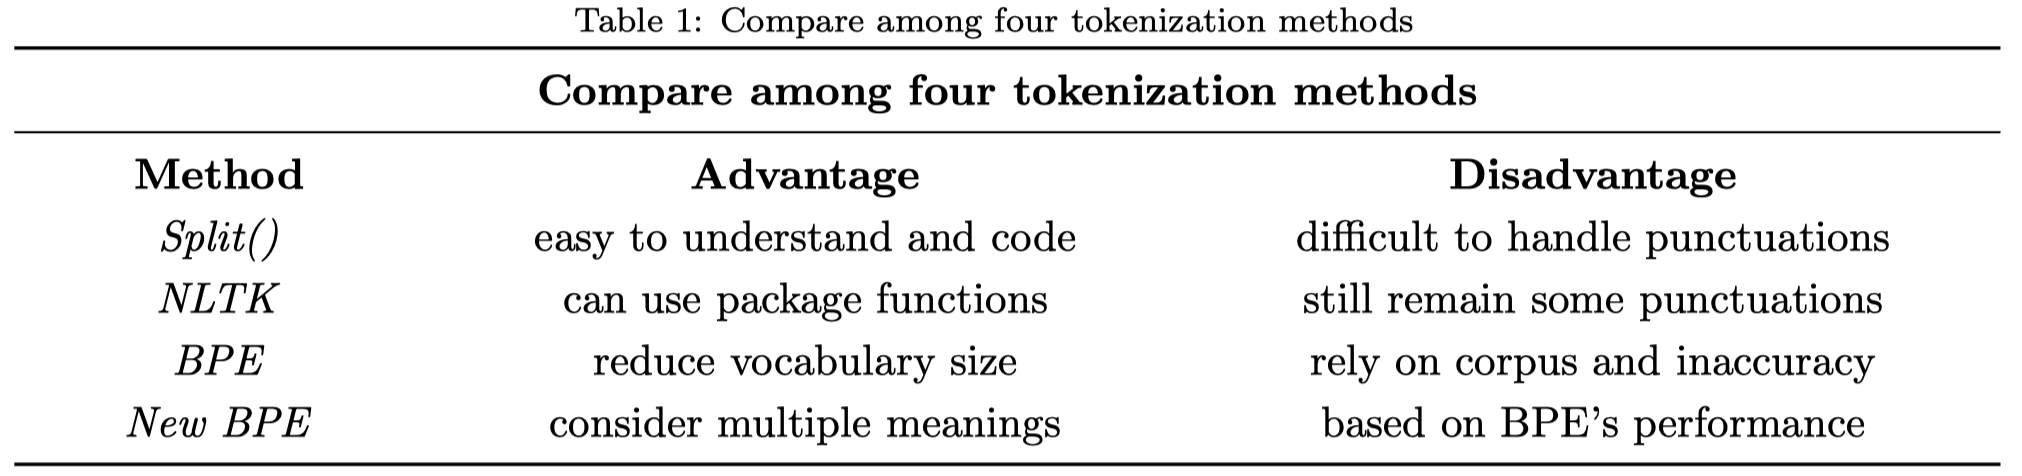 Table 1: Compare among four tokenization methods
Compare among four tokenization methods
Method Advantage Disadvantage
Split() easy to understand and code difficult to handle punctuations
NLTK can use package functions still remain some punctuations
BPE reduce vocabulary size rely on corpus and inaccuracy
New BPE consider multiple meanings based on BPE’s performance